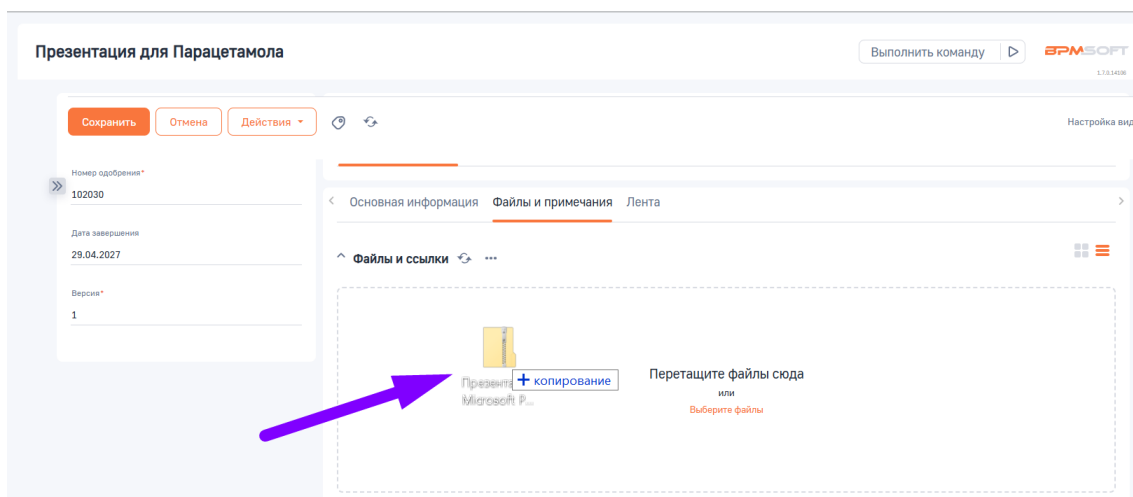 Презентация для Парацетамола
Выполнить команду
BPMSOFT
1.7.0.14108
Сохранить
Отмена
Действия
Настройка вид
Номер одобрения*
102030
Дата завершения
29.04.2027
Версия*
1
Основная информация
Файлы и примечания
Лента
Файлы и ссылки
Презента
+ копирование
Microsoft P...
Перетащите файлы сюда
или
Выберите файлы